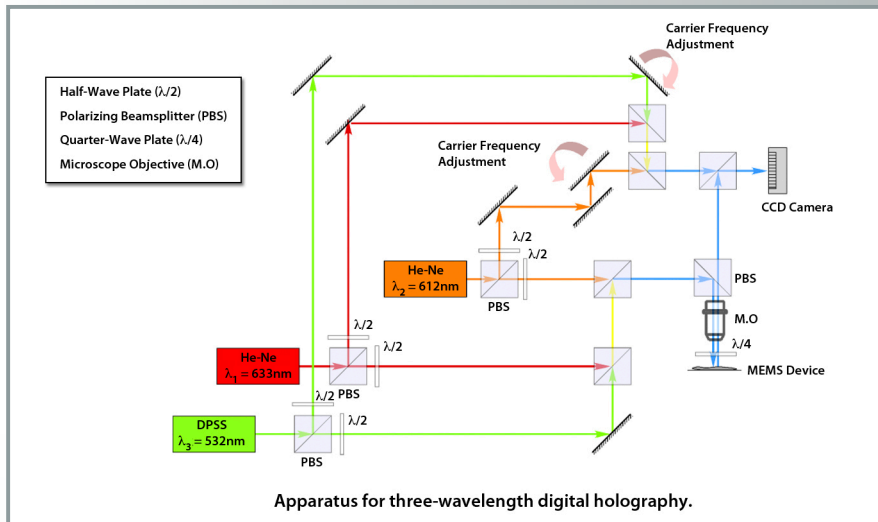 Carrier Frequency
Adjustment
Half-Wave Plate (λ/2)
Polarizing Beamsplitter (PBS)
Quarter-Wave Plate (λ/4)
Microscope Objective (M.O)
Carrier Frequency
Adjustment
CCD Camera
λ/2
λ/2
He-Ne
λ2 = 612nm
PBS
PBS
M.O
λ/2
λ/2
λ/4
He-Ne
λ1 = 633nm
PBS
MEMS Device
λ/2
λ/2
DPSS
λ3 = 532nm
PBS
Apparatus for three-wavelength digital holography.